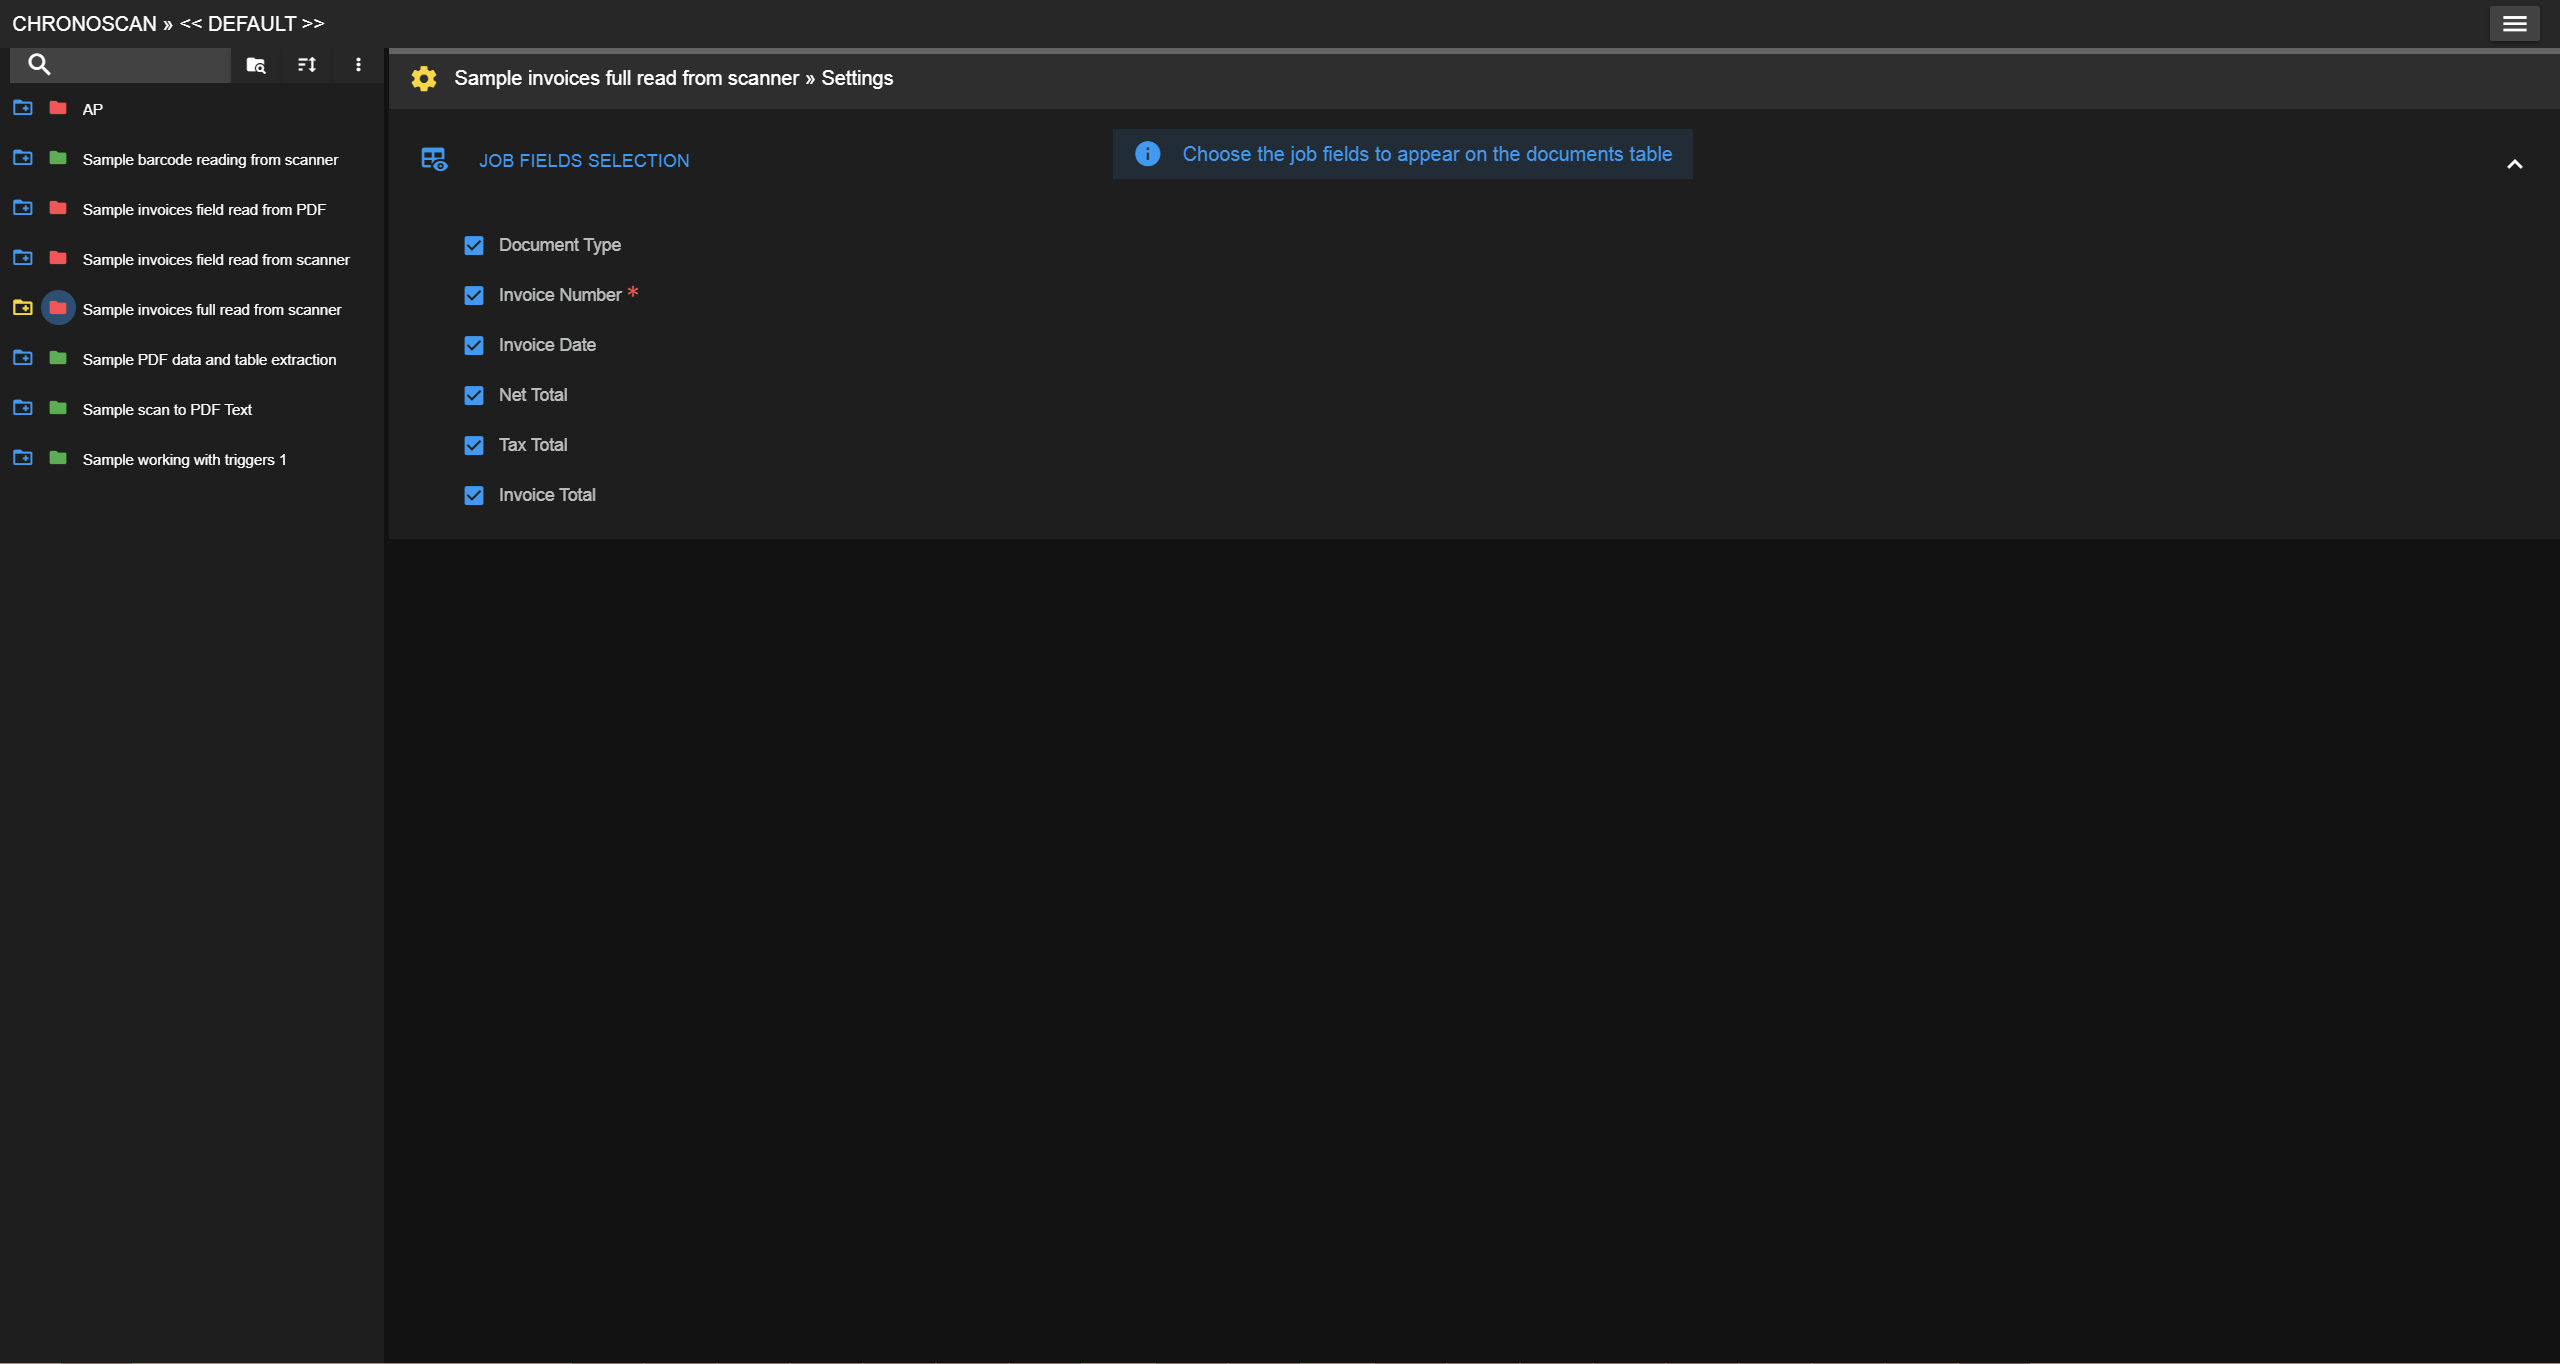 CHRONOSCAN » << DEFAULT >>
AP
Sample barcode reading from scanner
Sample invoices field read from PDF
Sample invoices field read from scanner
Sample invoices full read from scanner
Sample PDF data and table extraction
Sample scan to PDF Text
Sample working with triggers 1
Sample invoices full read from scanner » Settings
JOB FIELDS SELECTION
Choose the job fields to appear on the documents table
Document Type
Invoice Number *
Invoice Date
Net Total
Tax Total
Invoice Total